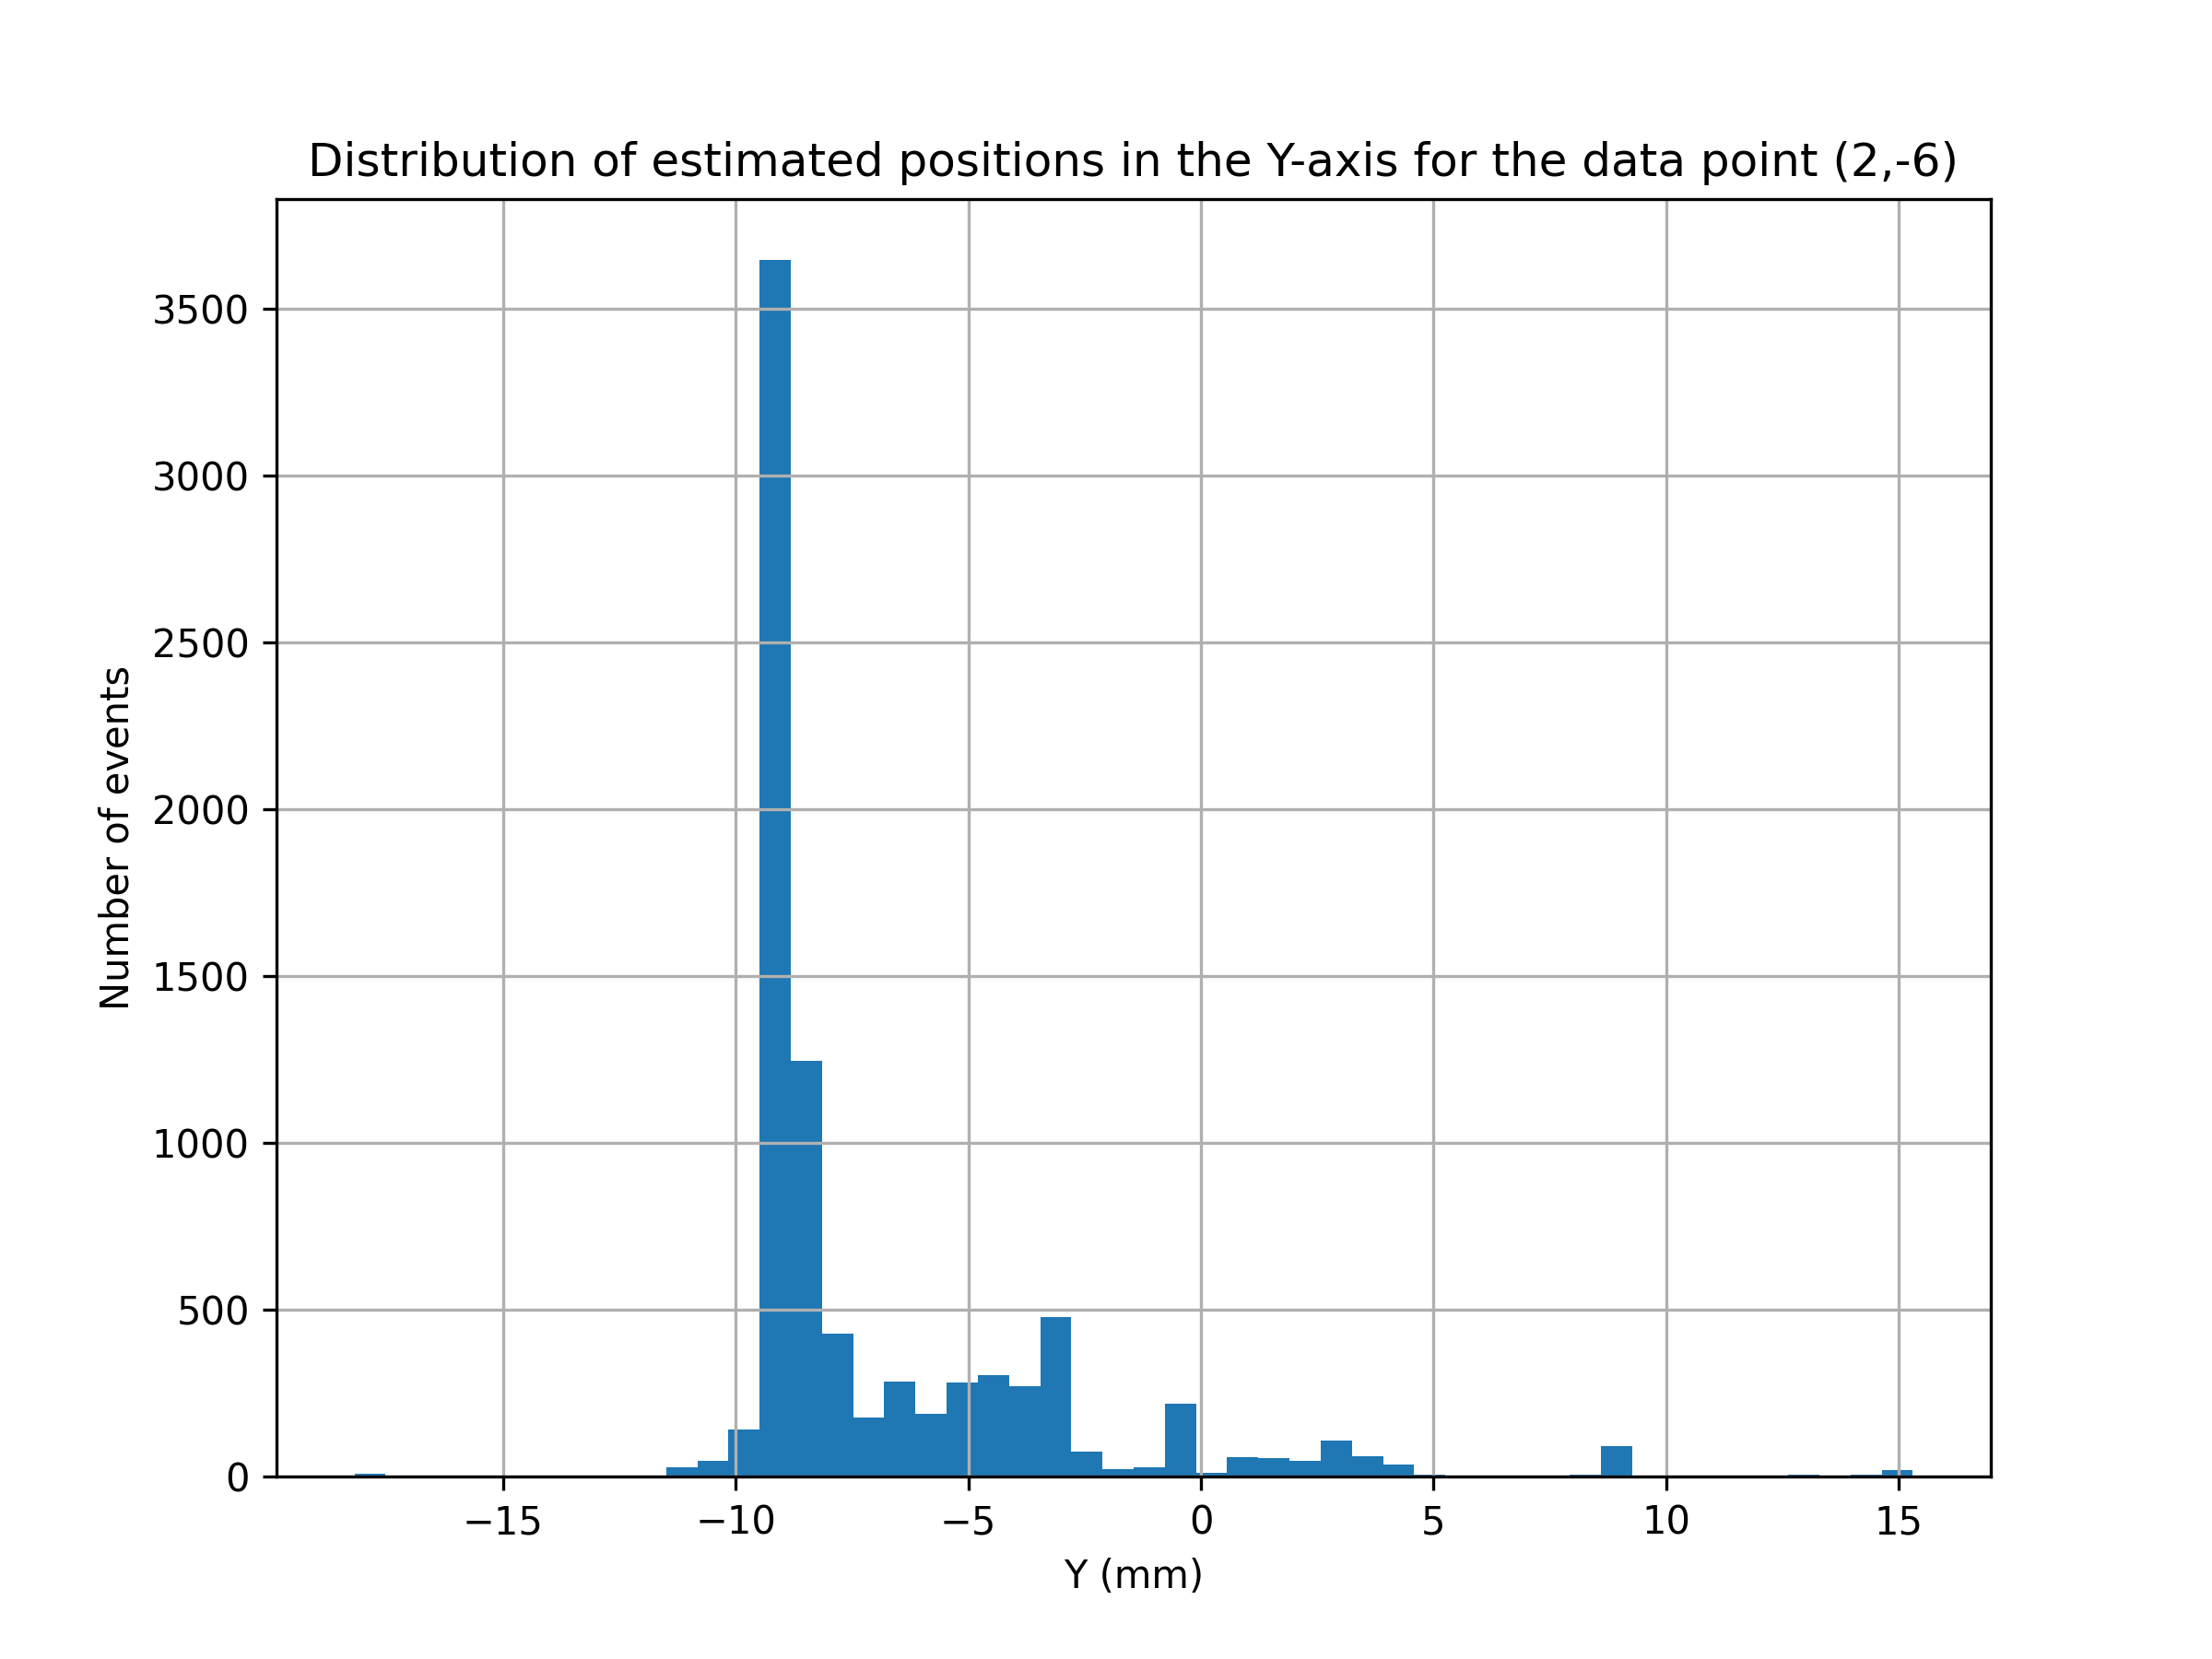 Distribution of estimated positions in the Y-axis for the data point (2,-6)
3500
3000
2500
2000
1500
1000
500
0
Number of events
−15 −10 −5 0 5 10 15
Y (mm)